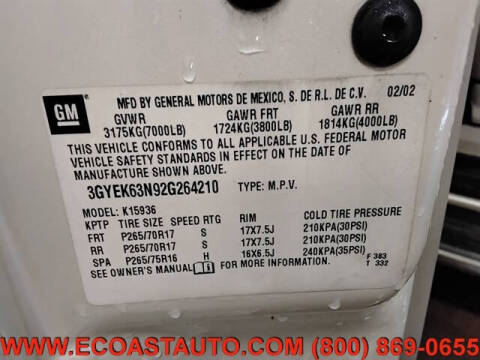 GM
MFD BY GENERAL MOTORS DE MEXICO, S. DE R.L. DE C.V. 02/02
GVWR GAWR FRT GAWR RR
3175KG(7000LB) 1724KG(3800LB) 1814KG(4000LB)
THIS VEHICLE CONFORMS TO ALL APPLICABLE U.S. FEDERAL MOTOR
VEHICLE SAFETY STANDARDS IN EFFECT ON THE DATE OF
MANUFACTURE SHOWN ABOVE.
3GYEK63N92G264210 TYPE: M.P.V.
MODEL: K15936
KPTP TIRE SIZE SPEED RTG RIM COLD TIRE PRESSURE
FRT P265/70R17 S 17X7.5J 210KPA(30PSI)
RR P265/70R17 S 17X7.5J 210KPA(30PSI)
SPA P265/75R16 H 16X6.5J 240KPA(35PSI)
SEE OWNER'S MANUAL FOR MORE INFORMATION. F 383
T 332
WWW.ECOASTAUTO.COM (800) 869-0655